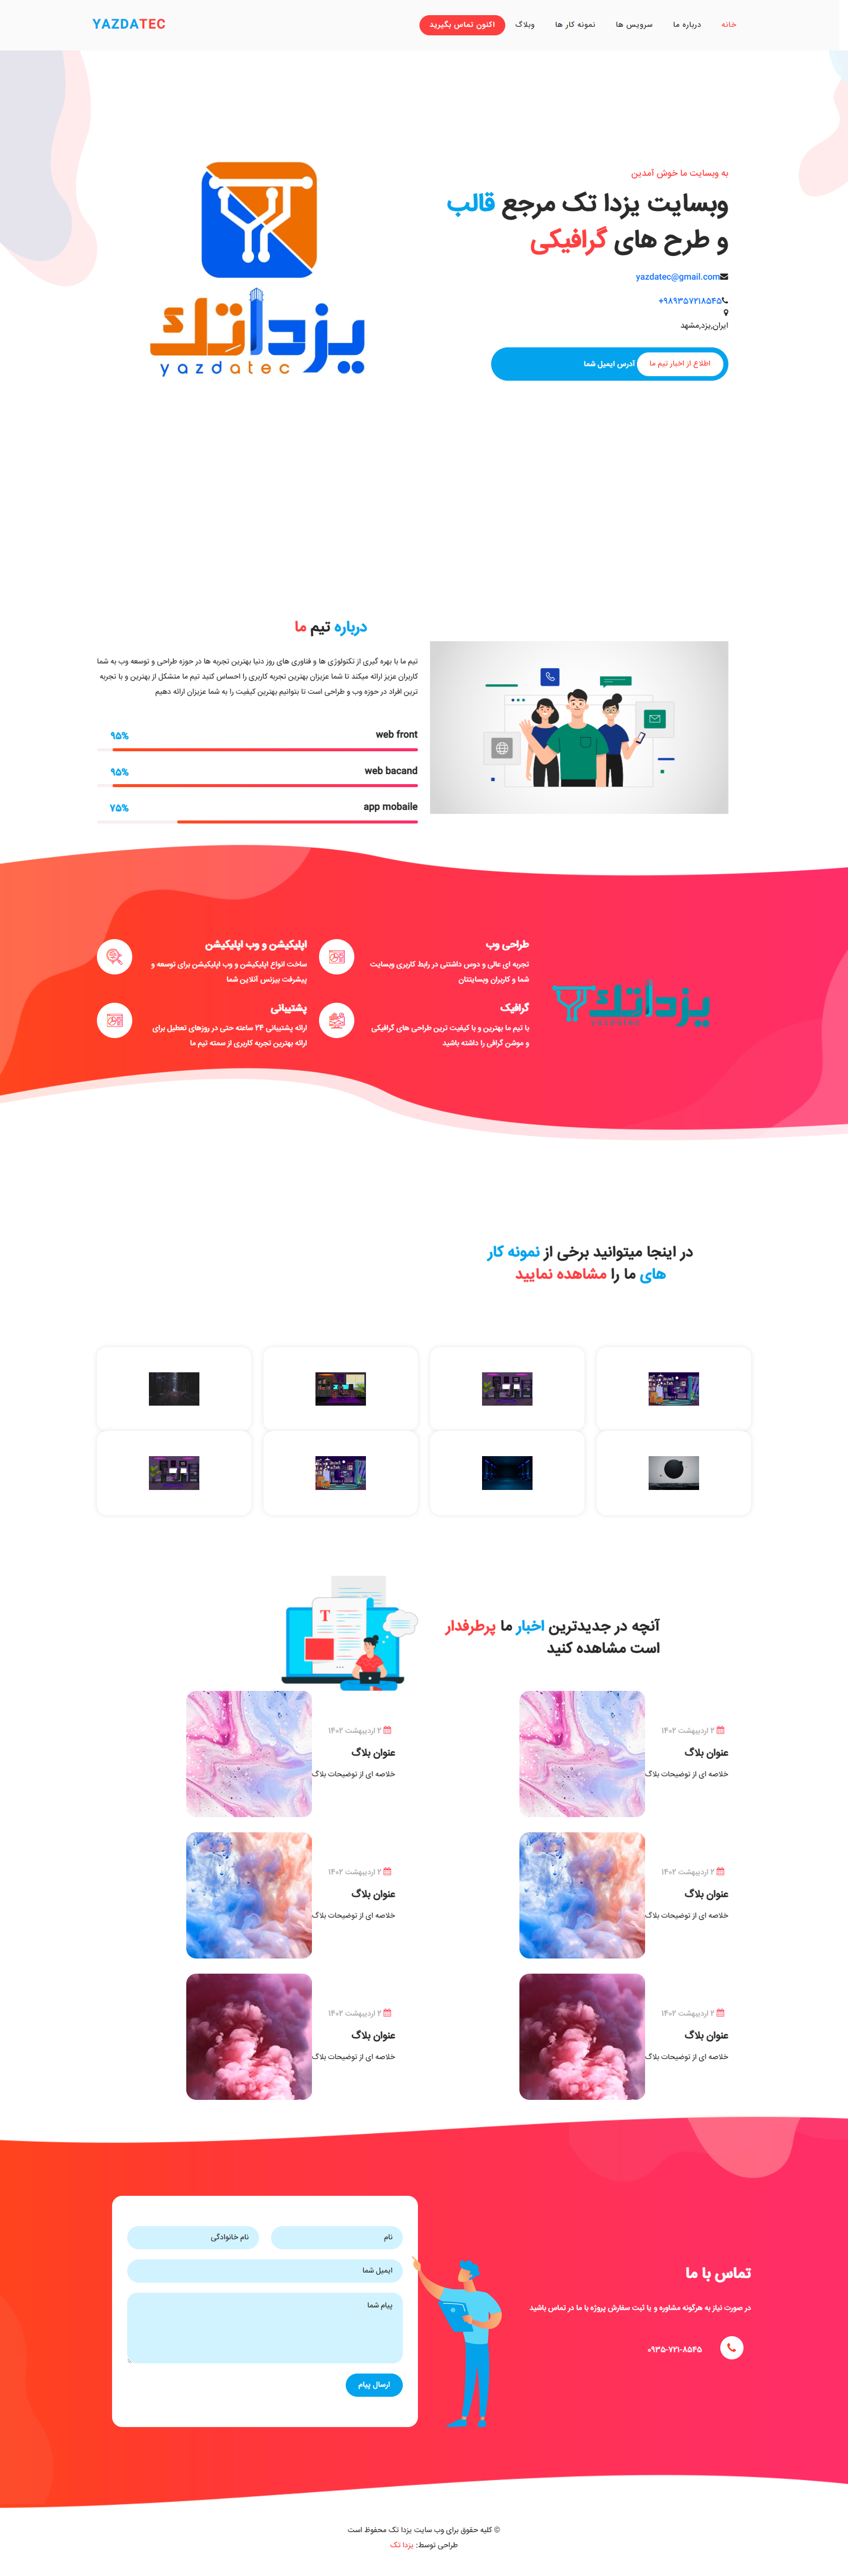 YAZDATEC
خانه
درباره ما
سرویس ها
نمونه کار ها
وبلاگ
اکنون تماس بگیرید
به وبسایت ما خوش آمدین
وبسایت یزدا تک مرجع قالب
و طرح های گرافیکی
yazdatec@gmail.com
+۹۸۹۳۵۷۲۱۸۵۴۵
ایران,یزد,مشهد
اطلاع از اخبار تیم ما
آدرس ایمیل شما
یزداتک
yazdatec
درباره تیم ما
تیم ما با بهره گیری از تکنولوژی ها و فناوری های روز دنیا بهترین تجربه ها در حوزه طراحی و توسعه وب به شما
کاربران عزیز ارائه میکند تا شما عزیزان بهترین تجربه کاربری را احساس کنید تیم ما متشکل از بهترین و با تجربه
ترین افراد در حوزه وب و طراحی است تا بتوانیم بهترین کیفیت را به شما عزیزان ارائه دهیم
web front
۹۵%
web bacand
۹۵%
app mobaile
۷۵%
یزداتک
yazdatec
طراحی وب
تجربه ای عالی و دوس داشتنی در رابط کاربری وبسایت
شما و کاربران وبسایتتان
اپلیکیشن و وب اپلیکیشن
ساخت انواع اپلیکیشن و وب اپلیکیشن برای توسعه و
پیشرفت بیزنس آنلاین شما
گرافیک
با تیم ما بهترین و با کیفیت ترین طراحی های گرافیکی
و موشن گرافی را داشته باشید
پشتیبانی
ارائه پشتیبانی ۲۴ ساعته حتی در روزهای تعطیل برای
ارائه بهترین تجربه کاربری از سمته تیم ما
در اینجا میتوانید برخی از نمونه کار
های ما را مشاهده نمایید
آنچه در جدیدترین اخبار ما پرطرفدار
است مشاهده کنید
T
۲ اردیبهشت ۱۴۰۲
عنوان بلاگ
خلاصه ای از توضیحات بلاگ
۲ اردیبهشت ۱۴۰۲
عنوان بلاگ
خلاصه ای از توضیحات بلاگ
۲ اردیبهشت ۱۴۰۲
عنوان بلاگ
خلاصه ای از توضیحات بلاگ
۲ اردیبهشت ۱۴۰۲
عنوان بلاگ
خلاصه ای از توضیحات بلاگ
۲ اردیبهشت ۱۴۰۲
عنوان بلاگ
خلاصه ای از توضیحات بلاگ
۲ اردیبهشت ۱۴۰۲
عنوان بلاگ
خلاصه ای از توضیحات بلاگ
تماس با ما
در صورت نیاز به هرگونه مشاوره و یا ثبت سفارش پروژه با ما در تماس باشید
۰۹۳۵-۷۲۱-۸۵۴۵
نام
نام خانوادگی
ایمیل شما
پیام شما
ارسال پیام
© کلیه حقوق برای وب سایت یزدا تک محفوظ است
طراحی توسط: یزدا تک